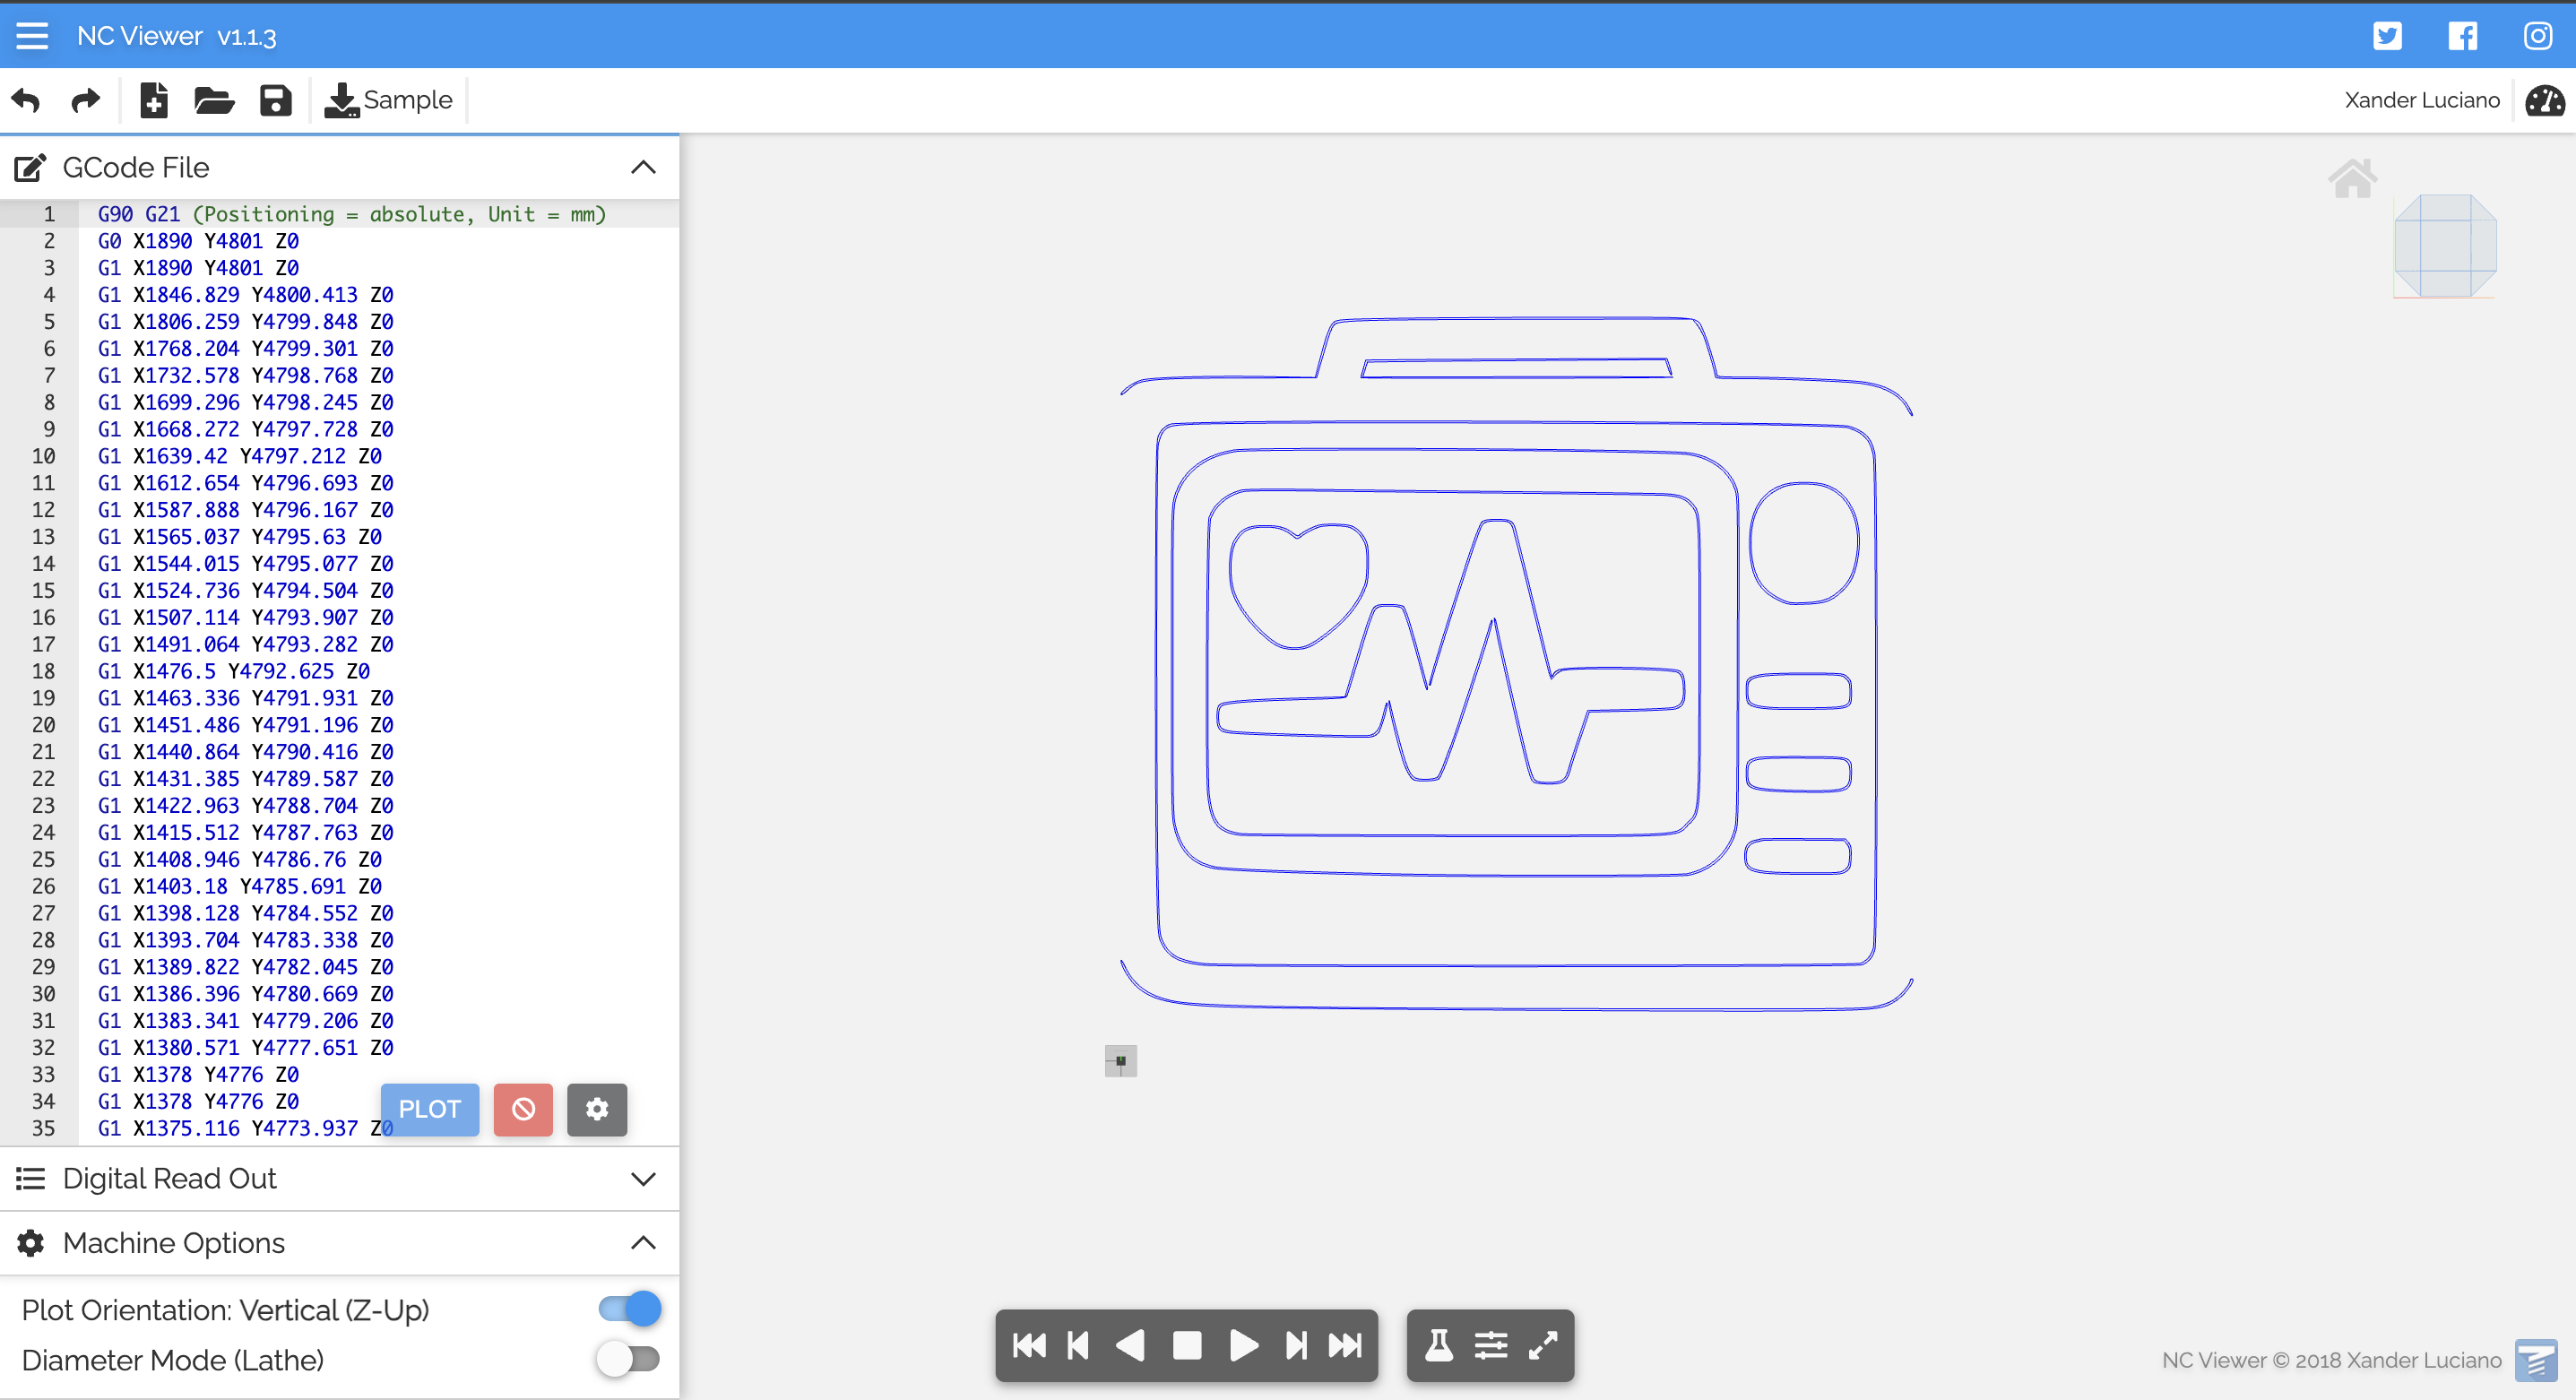 NC Viewer v1.1.3
Sample
Xander Luciano
GCode File
1 G90 G21 (Positioning = absolute, Unit = mm)
2 G0 X1890 Y4801 Z0
3 G1 X1890 Y4801 Z0
4 G1 X1846.829 Y4800.413 Z0
5 G1 X1806.259 Y4799.848 Z0
6 G1 X1768.204 Y4799.301 Z0
7 G1 X1732.578 Y4798.768 Z0
8 G1 X1699.296 Y4798.245 Z0
9 G1 X1668.272 Y4797.728 Z0
10 G1 X1639.42 Y4797.212 Z0
11 G1 X1612.654 Y4796.693 Z0
12 G1 X1587.888 Y4796.167 Z0
13 G1 X1565.037 Y4795.63 Z0
14 G1 X1544.015 Y4795.077 Z0
15 G1 X1524.736 Y4794.504 Z0
16 G1 X1507.114 Y4793.907 Z0
17 G1 X1491.064 Y4793.282 Z0
18 G1 X1476.5 Y4792.625 Z0
19 G1 X1463.336 Y4791.931 Z0
20 G1 X1451.486 Y4791.196 Z0
21 G1 X1440.864 Y4790.416 Z0
22 G1 X1431.385 Y4789.587 Z0
23 G1 X1422.963 Y4788.704 Z0
24 G1 X1415.512 Y4787.763 Z0
25 G1 X1408.946 Y4786.76 Z0
26 G1 X1403.18 Y4785.691 Z0
27 G1 X1398.128 Y4784.552 Z0
28 G1 X1393.704 Y4783.338 Z0
29 G1 X1389.822 Y4782.045 Z0
30 G1 X1386.396 Y4780.669 Z0
31 G1 X1383.341 Y4779.206 Z0
32 G1 X1380.571 Y4777.651 Z0
33 G1 X1378 Y4776 Z0
34 G1 X1378 Y4776 Z0
35 G1 X1375.116 Y4773.937 Z0
PLOT
Digital Read Out
Machine Options
Plot Orientation: Vertical (Z-Up)
Diameter Mode (Lathe)
NC Viewer © 2018 Xander Luciano